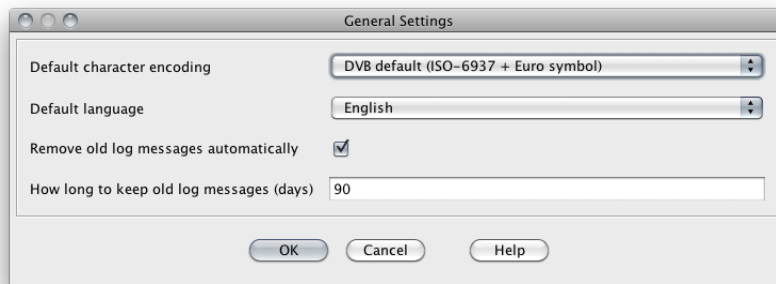 General Settings
Default character encoding DVB default (ISO-6937 + Euro symbol)
Default language English
Remove old log messages automatically
How long to keep old log messages (days) 90
OK Cancel Help